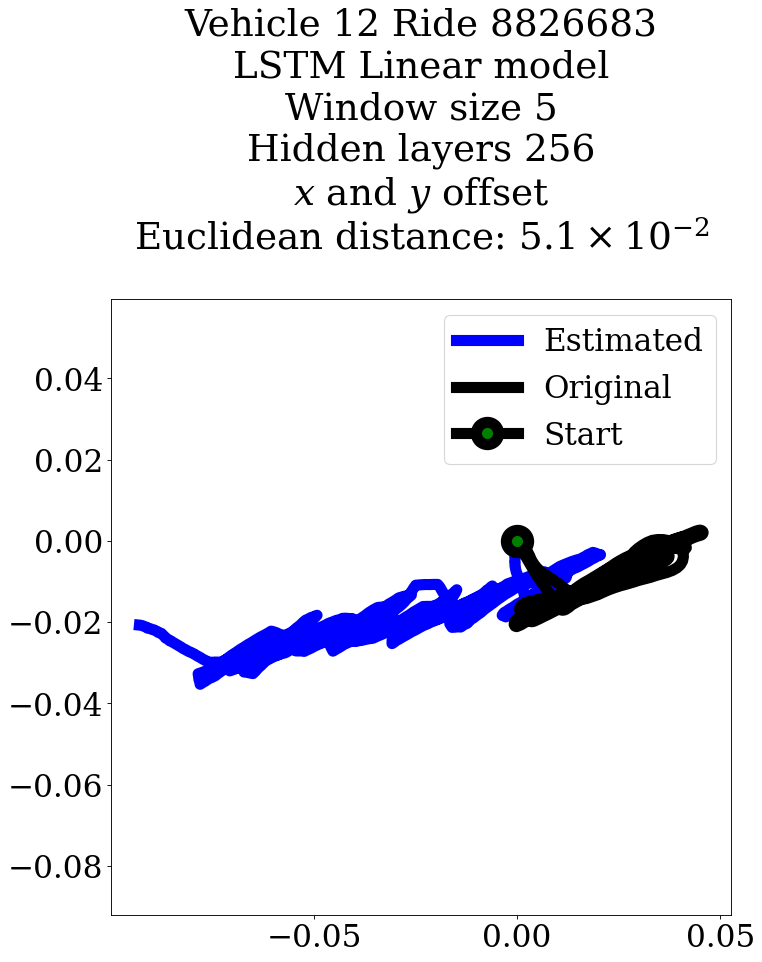 Vehicle 12 Ride 8826683
LSTM Linear model
Window size 5
Hidden layers 256
x and y offset
Euclidean distance: 5.1 × 10⁻²
Estimated
Original
Start
0.04
0.02
0.00
−0.02
−0.04
−0.06
−0.08
−0.05
0.00
0.05